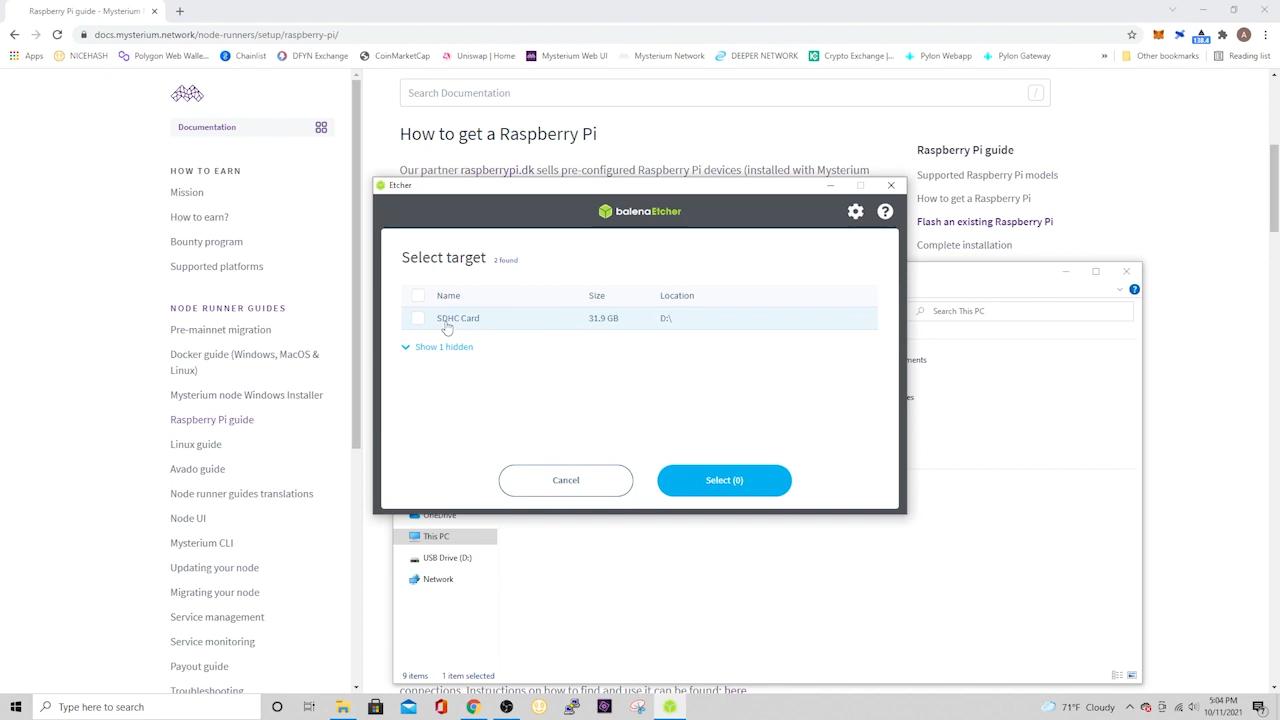 Raspberry Pi guide - Mysterium
docs.mysterium.network/node-runners/setup/raspberry-pi/
138.4
A
Apps
NICEHASH
Polygon Web Walle...
Chainlist
DFYN Exchange
CoinMarketCap
Uniswap | Home
Mysterium Web UI
Mysterium Network
DEEPER NETWORK
Crypto Exchange |...
Pylon Webapp
Pylon Gateway
»
Other bookmarks
Reading list
Documentation
HOW TO EARN
Mission
How to earn?
Bounty program
Supported platforms
NODE RUNNER GUIDES
Pre-mainnet migration
Docker guide (Windows, MacOS &
Linux)
Mysterium node Windows Installer
Raspberry Pi guide
Linux guide
Avado guide
Node runner guides translations
Node UI
Mysterium CLI
Updating your node
Migrating your node
Service management
Service monitoring
Payout guide
Troubleshooting
Search Documentation
/
How to get a Raspberry Pi
Our partner raspberrypi.dk sells pre-configured Raspberry Pi devices (installed with Mysterium
Raspberry Pi guide
Supported Raspberry Pi models
How to get a Raspberry Pi
Flash an existing Raspberry Pi
Complete installation
Etcher
balenaEtcher
Select target 2 found
Name Size Location
SDHC Card 31.9 GB D:\
Show 1 hidden
Cancel
Select (0)
Search This PC
ments
es
OneDrive
This PC
USB Drive (D:)
Network
9 items 1 item selected
connections. Instructions on how to find and use it can be found: here
Type here to search
71°F Cloudy
5:04 PM
10/11/2021